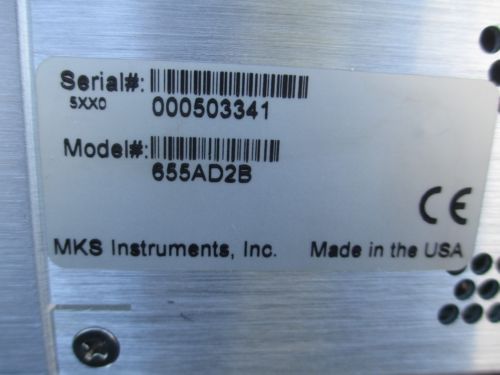 Serial#:
5XX0 000503341
Model#:
655AD2B
CE
MKS Instruments, Inc. Made in the USA